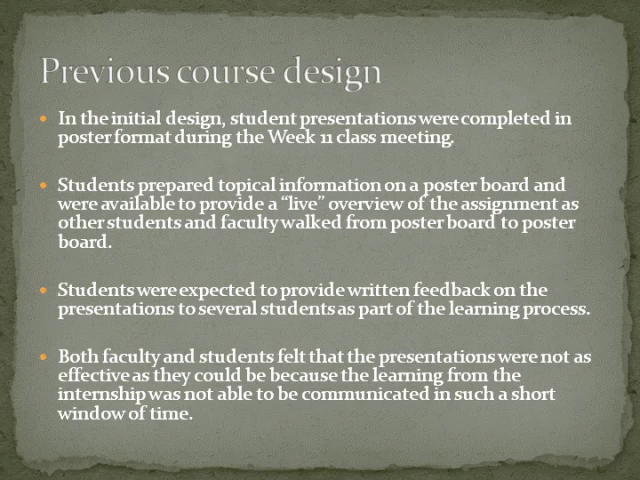 Previous course design
• In the initial design, student presentations were completed in
poster format during the Week 11 class meeting.
• Students prepared topical information on a poster board and
were available to provide a “live” overview of the assignment as
other students and faculty walked from poster board to poster
board.
• Students were expected to provide written feedback on the
presentations to several students as part of the learning process.
• Both faculty and students felt that the presentations were not as
effective as they could be because the learning from the
internship was not able to be communicated in such a short
window of time.